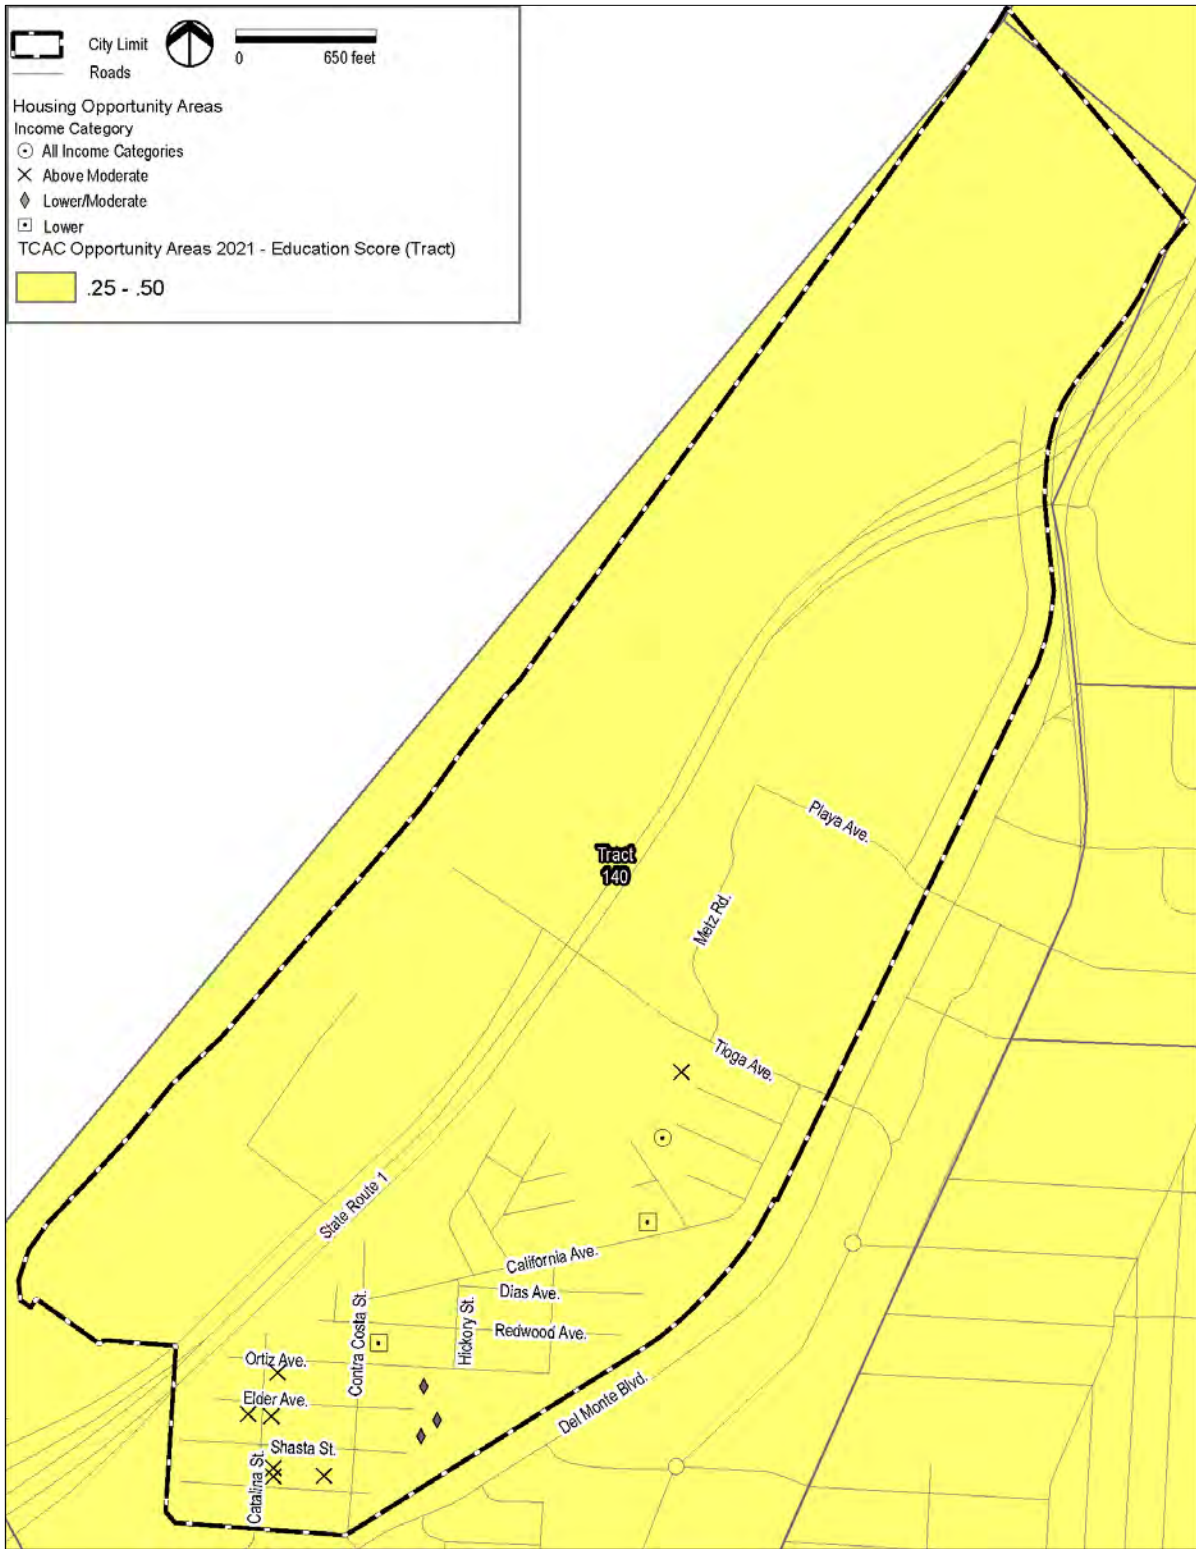 City Limit
0
650 feet
Roads
Housing Opportunity Areas
Income Category
All Income Categories
Above Moderate
Lower/Moderate
Lower
TCAC Opportunity Areas 2021 - Education Score (Tract)
.25 - .50
Playa Ave.
Tract
140
Metz Rd.
Tioga Ave.
State Route 1
California Ave.
Dias Ave.
Contra Costa St.
Hickory St.
Redwood Ave.
Ortiz Ave.
Elder Ave.
Del Monte Blvd.
Shasta St.
Catalina St.